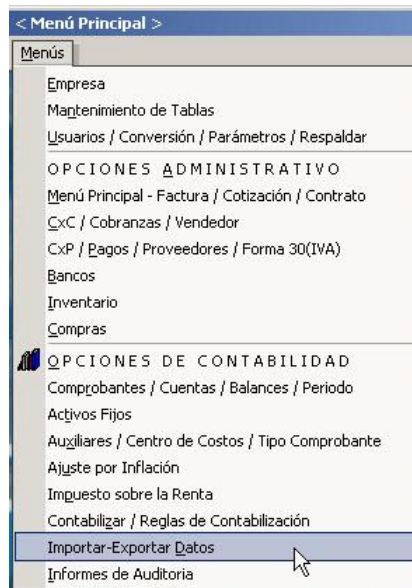 < Menú Principal >
Menús
Empresa
Mantenimiento de Tablas
Usuarios / Conversión / Parámetros / Respaldar
OPCIONES ADMINISTRATIVO
Menú Principal - Factura / Cotización / Contrato
CxC / Cobranzas / Vendedor
CxP / Pagos / Proveedores / Forma 30(IVA)
Bancos
Inventario
Compras
OPCIONES DE CONTABILIDAD
Comprobantes / Cuentas / Balances / Periodo
Activos Fijos
Auxiliares / Centro de Costos / Tipo Comprobante
Ajuste por Inflación
Impuesto sobre la Renta
Contabilizar / Reglas de Contabilización
Importar-Exportar Datos
Informes de Auditoria